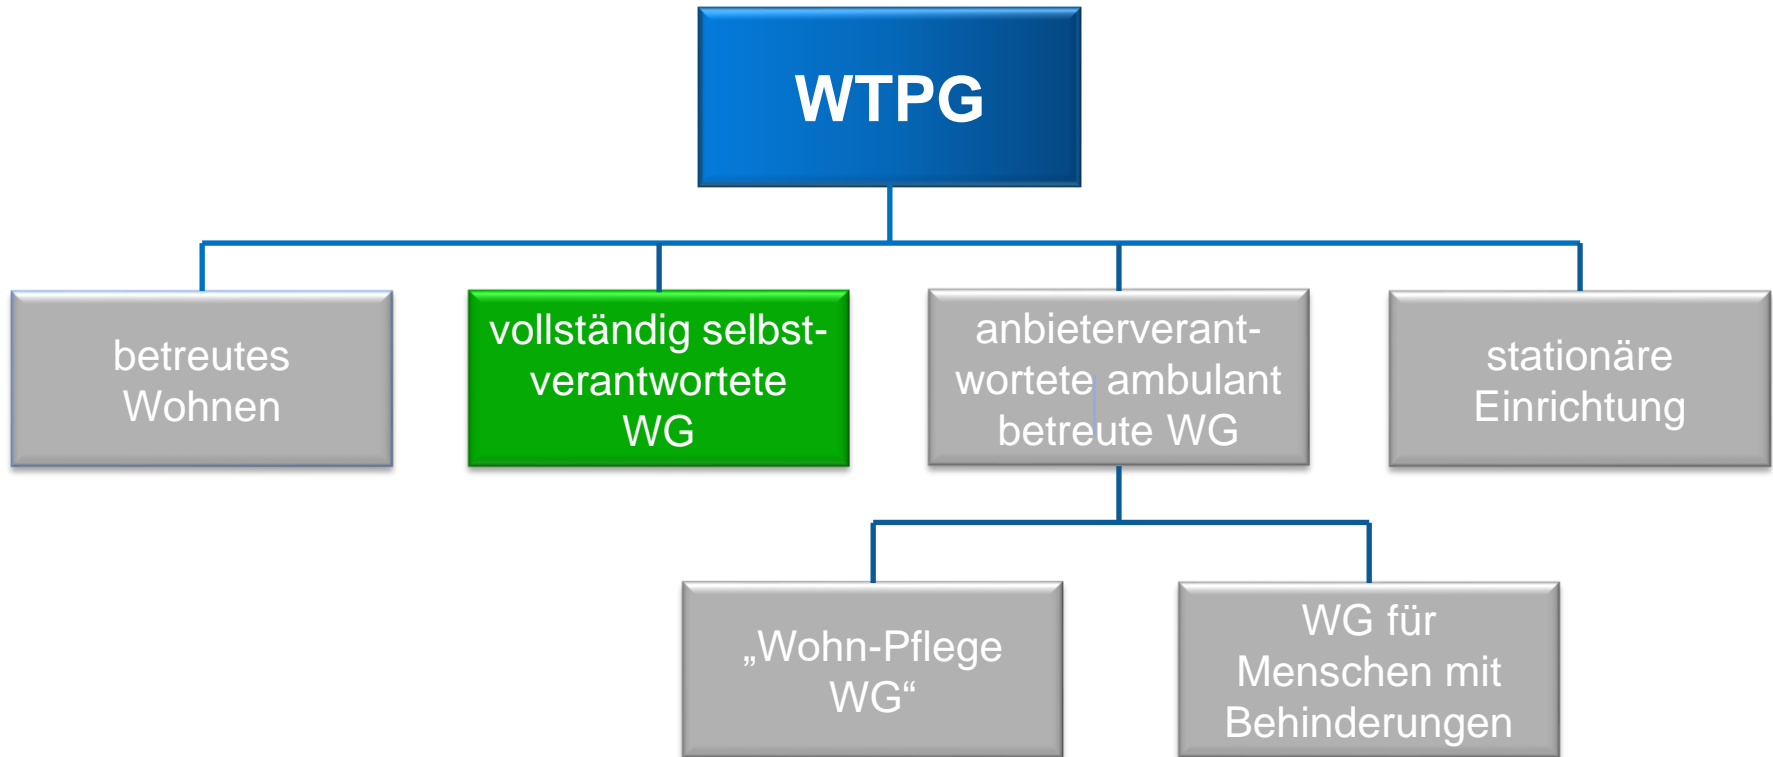 WTPG
betreutes
Wohnen
vollständig selbst-
verantwortete
WG
anbieterverant-
wortete ambulant
betreute WG
stationäre
Einrichtung
„Wohn-Pflege
WG“
WG für
Menschen mit
Behinderungen